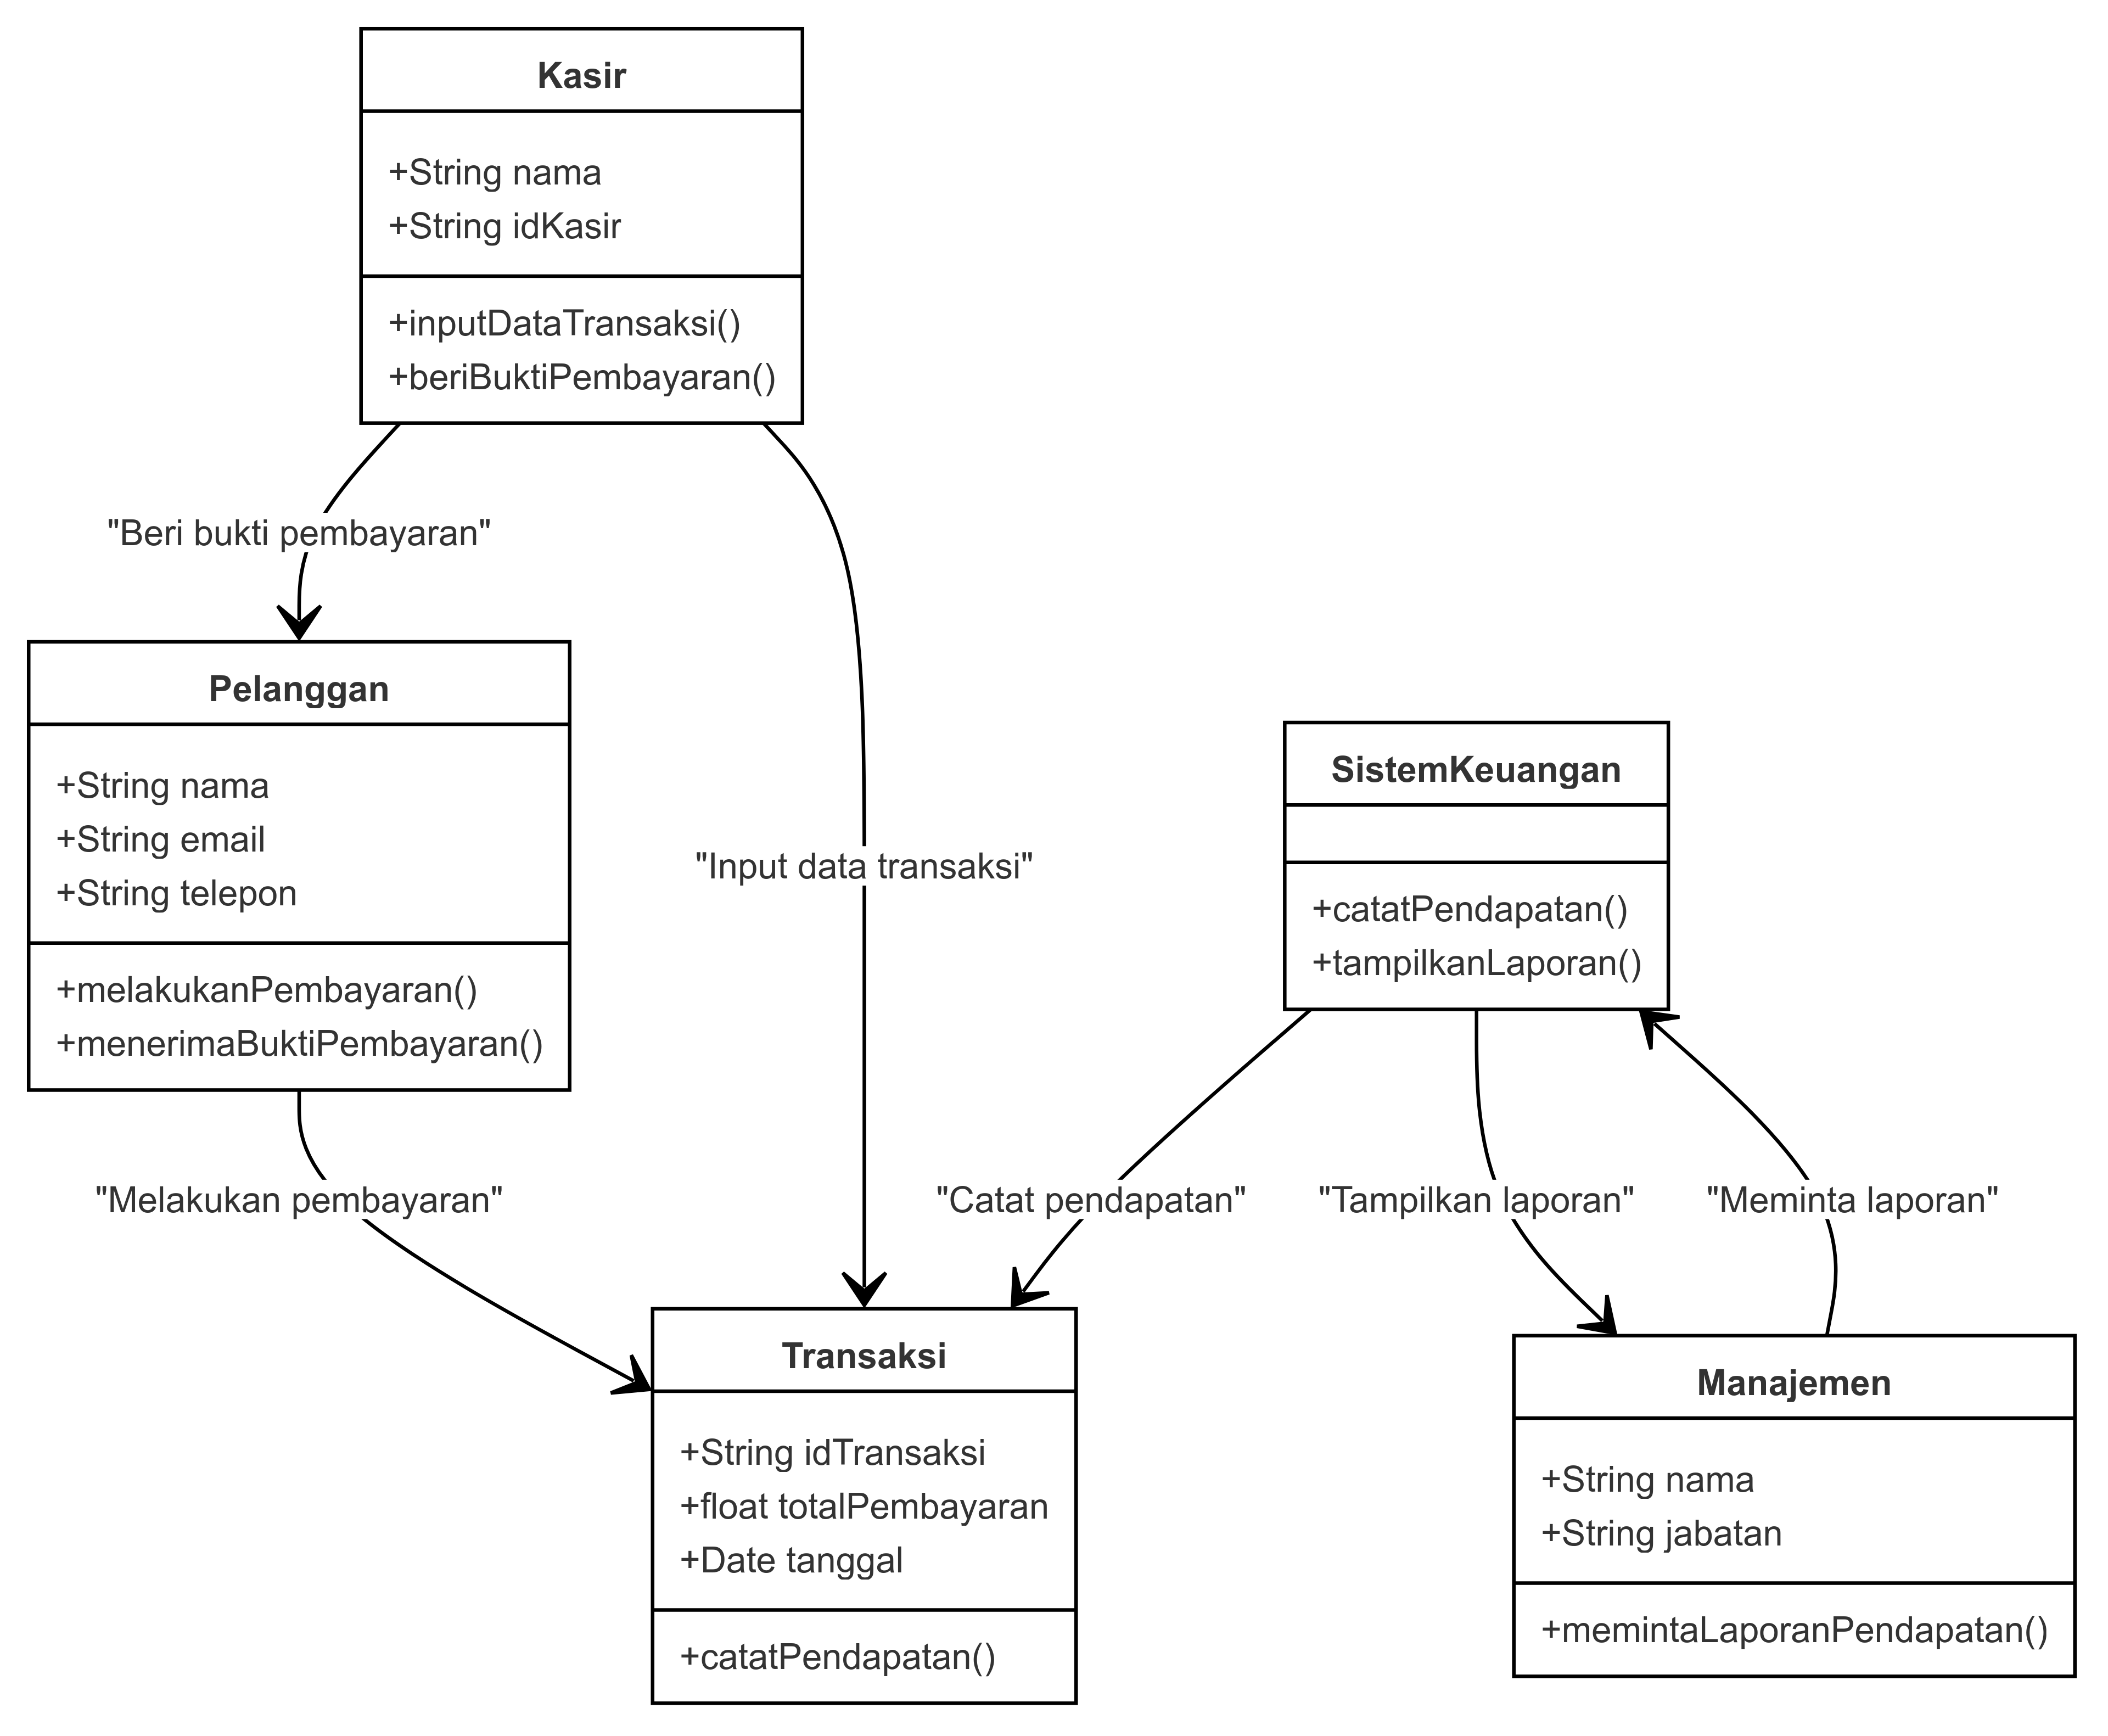 Kasir
+String nama
+String idKasir
+inputDataTransaksi()
+beriBuktiPembayaran()
"Beri bukti pembayaran"
Pelanggan
+String nama
+String email
+String telepon
+melakukanPembayaran()
+menerimaBuktiPembayaran()
"Input data transaksi"
SistemKeuangan
+catatPendapatan()
+tampilkanLaporan()
"Melakukan pembayaran"
"Catat pendapatan"
"Tampilkan laporan"
"Meminta laporan"
Transaksi
+String idTransaksi
+float totalPembayaran
+Date tanggal
+catatPendapatan()
Manajemen
+String nama
+String jabatan
+memintaLaporanPendapatan()